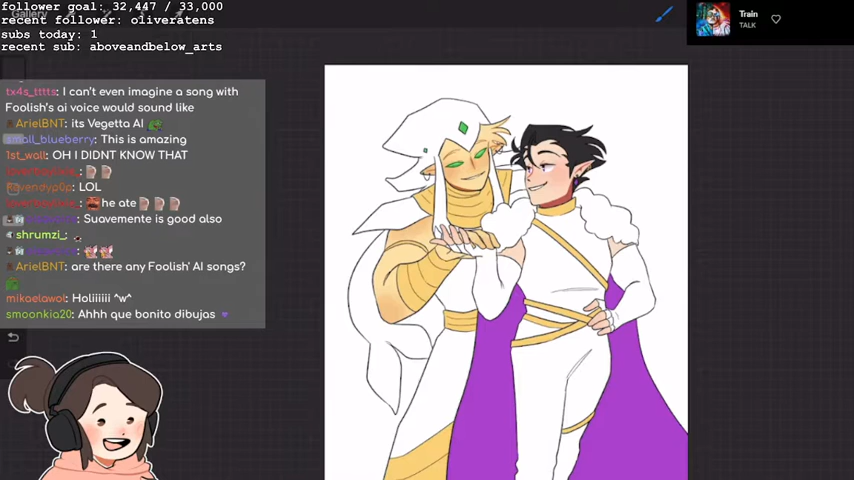 Gallery
follower goal: 32,447 / 33,000
recent follower: oliveratens
subs today: 1
recent sub: aboveandbelow_arts
Train
TALK
tx4s_tttts: I can't even imagine a song with
Foolish's ai voice would sound like
ArielBNT: its Vegetta AI
small_blueberry: This is amazing
1st_wall: OH I DIDNT KNOW THAT
LOL
he ate
Suavemente is good also
shrumzi_:
ArielBNT: are there any Foolish' AI songs?
mikaelawol: Holiiiiii ^w^
smoonkia20: Ahhh que bonito dibujas